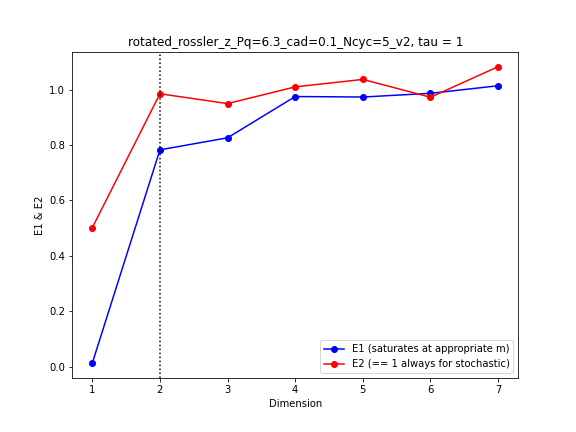 rotated_rossler_z_Pq=6.3_cad=0.1_Ncyc=5_v2, tau = 1
E1 & E2
1.0
0.8
0.6
0.4
0.2
0.0
E1 (saturates at appropriate m)
E2 (== 1 always for stochastic)
1 2 3 4 5 6 7
Dimension